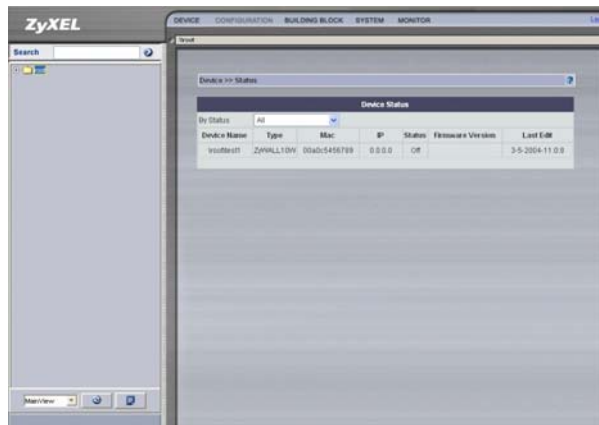 ZyXEL
DEVICE CONFIGURATION BUILDING BLOCK SYSTEM MONITOR
Search
Device >> Status
Device Status
By Status All
Device Name Type Mac IP Status Firmware Version Last Edit
ZyWALL10W 00a0c5456789 0.0.0.0 Off 3-5-2004-11:0:8
MainView